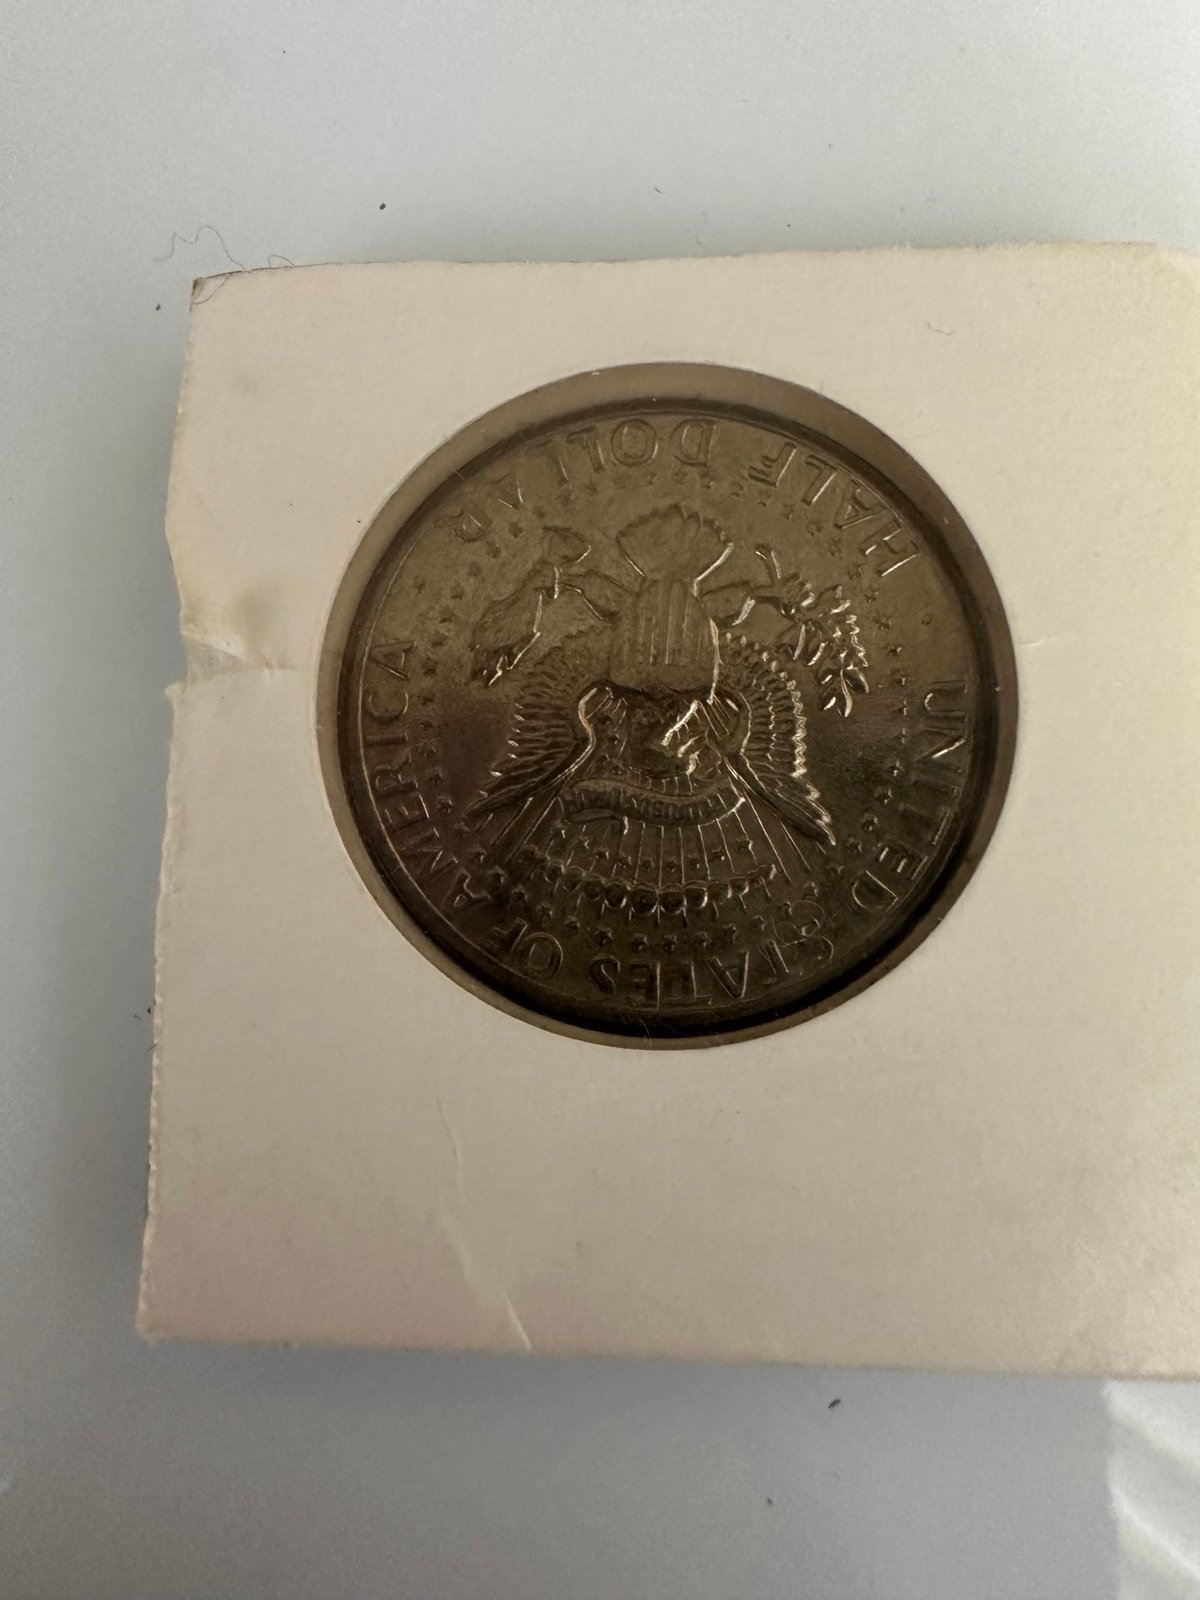 UNITED STATES OF AMERICA
HALF DOLLAR